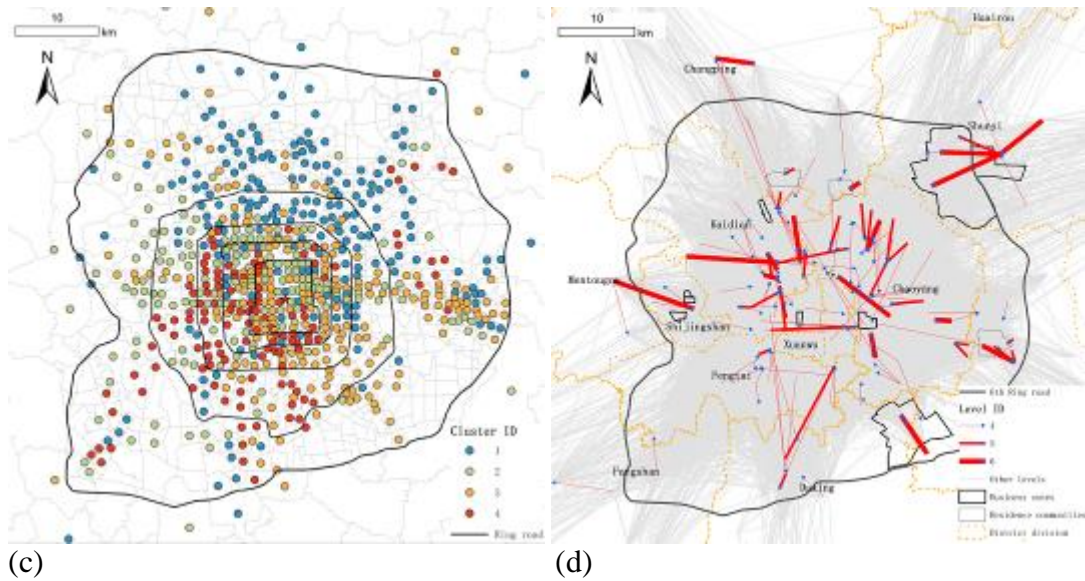 10
km
N
Cluster ID
1
2
3
4
Ring road
(c)
10
km
N
Huairou
Changping
Shunyi
Haidian
Mentougou
Chaoyang
Shijingshan
Xuanwu
Fengtai
Fangshan
Daxing
6th Ring road
Level ID
4
5
6
Other levels
Business zones
Residence communities
District division
(d)